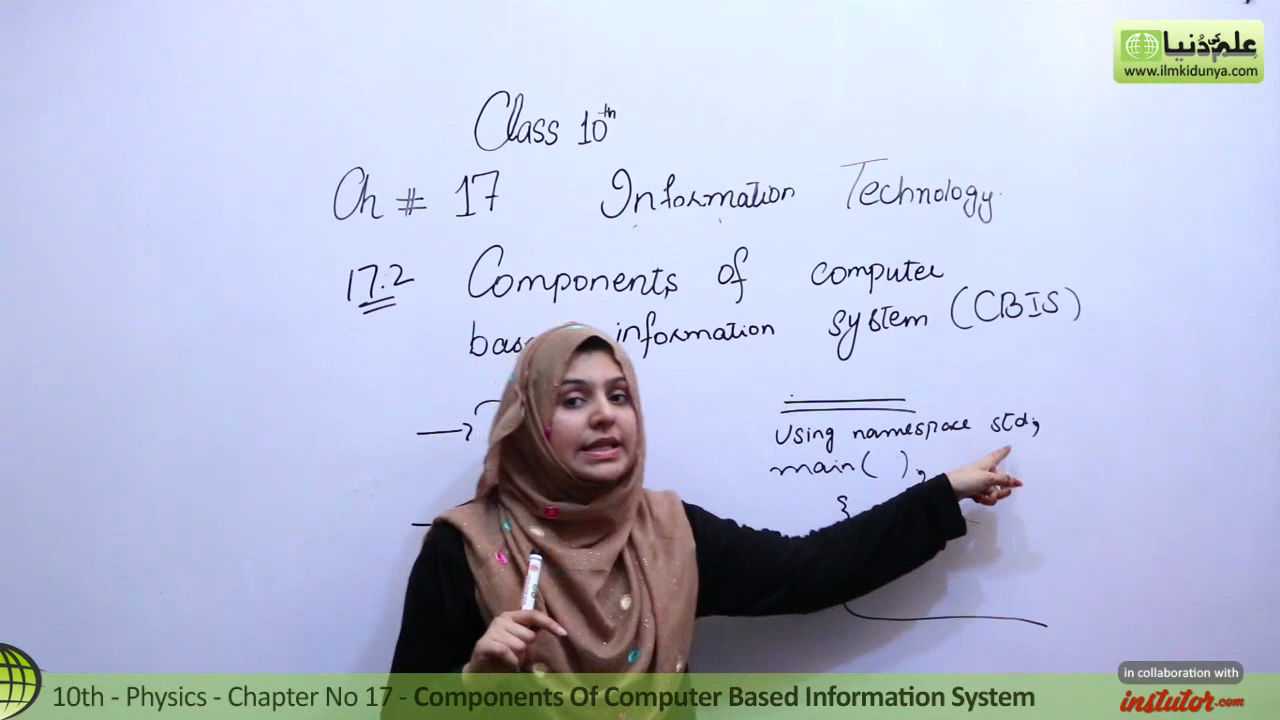 علم کی دُنیا
www.ilmkidunya.com
Class 10th
Ch # 17 Information Technology
17.2 Components of computer
information system (CBIS)
Using namespace std;
main( );
{
in collaboration with
instutor.com
10th - Physics - Chapter No 17 - Components Of Computer Based Information System